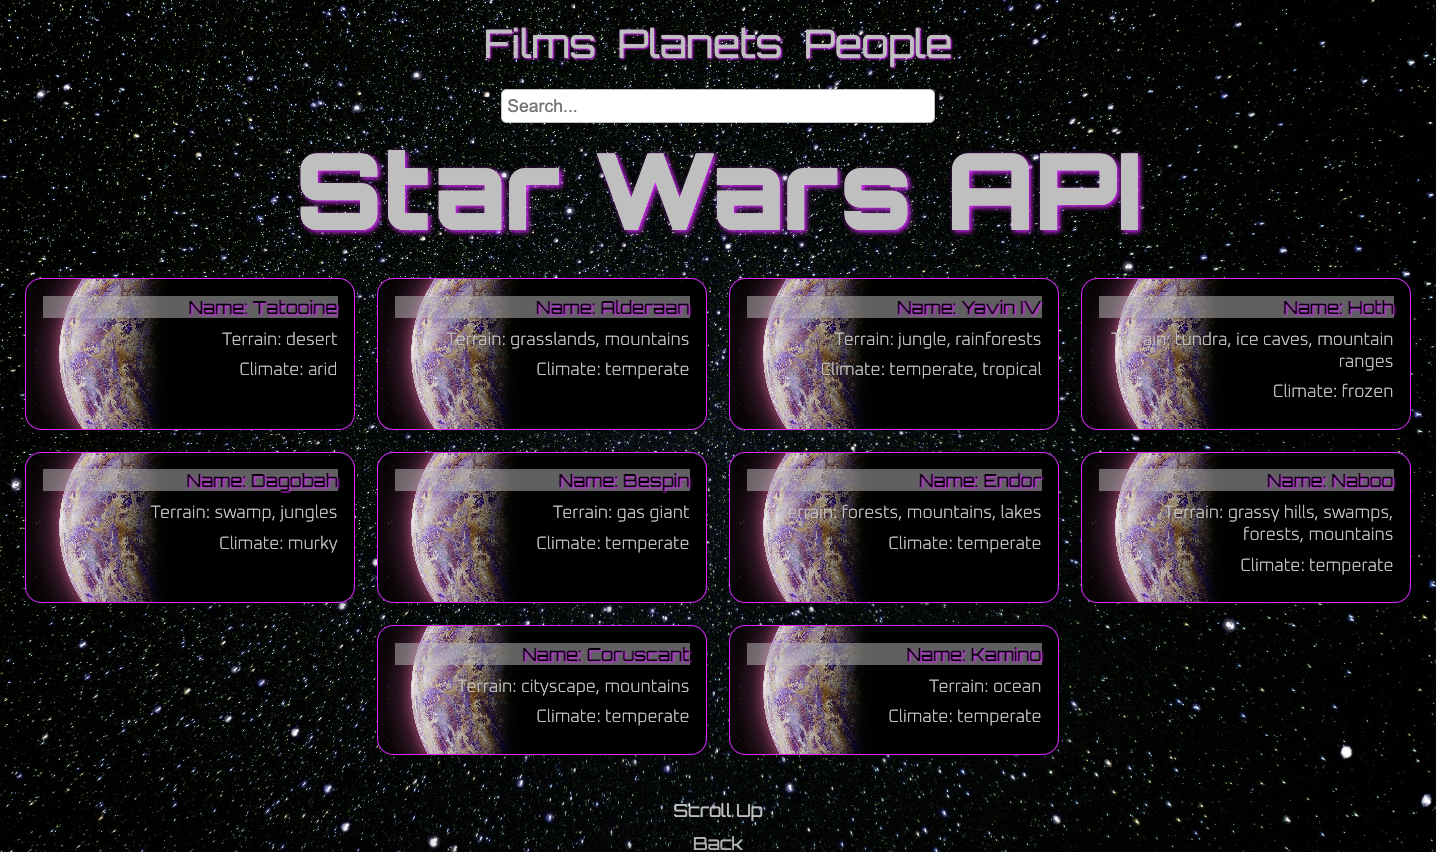 Films Planets People
Search...
Star Wars API
Name: Tatooine
Terrain: desert
Climate: arid
Name: Alderaan
Terrain: grasslands, mountains
Climate: temperate
Name: Yavin IV
Terrain: jungle, rainforests
Climate: temperate, tropical
Name: Hoth
Terrain: tundra, ice caves, mountain
ranges
Climate: frozen
Name: Dagobah
Terrain: swamp, jungles
Climate: murky
Name: Bespin
Terrain: gas giant
Climate: temperate
Name: Endor
Terrain: forests, mountains, lakes
Climate: temperate
Name: Naboo
Terrain: grassy hills, swamps,
forests, mountains
Climate: temperate
Name: Coruscant
Terrain: cityscape, mountains
Climate: temperate
Name: Kamino
Terrain: ocean
Climate: temperate
Scroll Up
Back